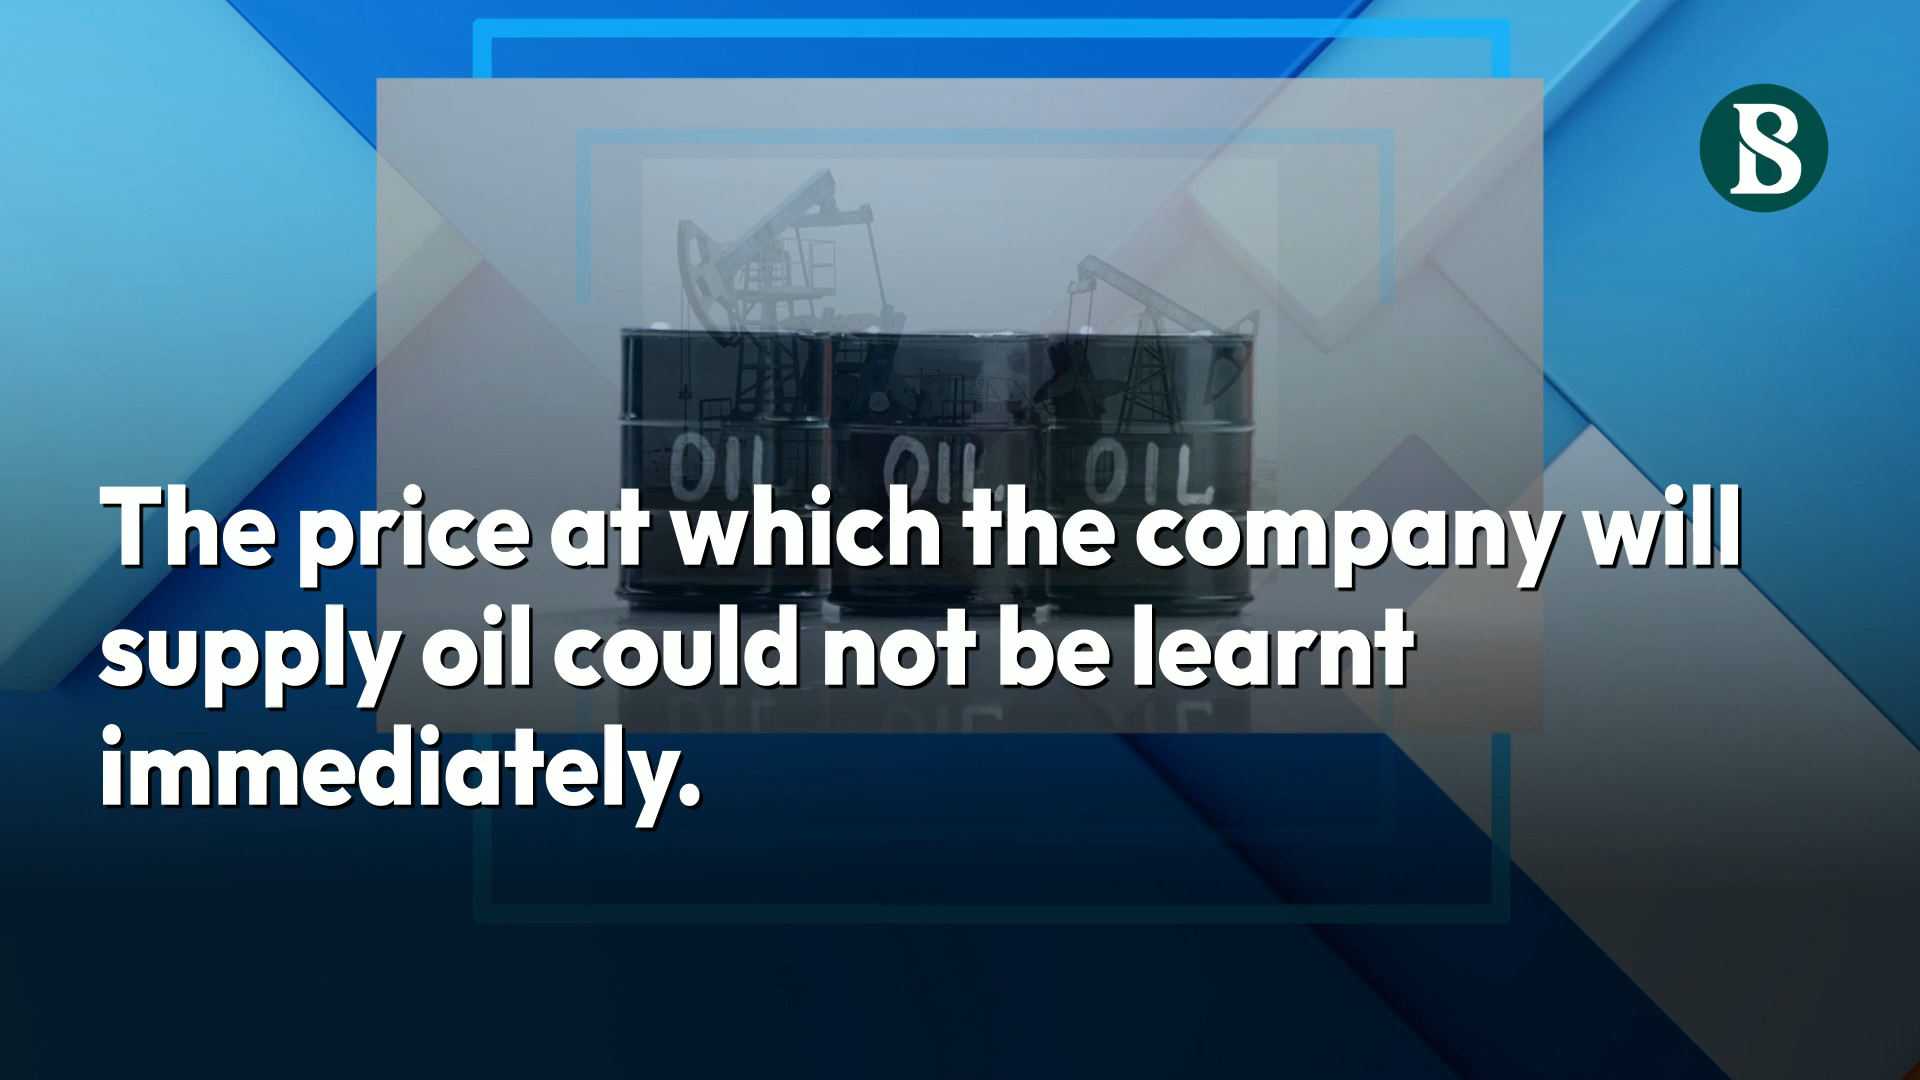 OIL OIL OIL
The price at which the company will
supply oil could not be learnt
immediately.